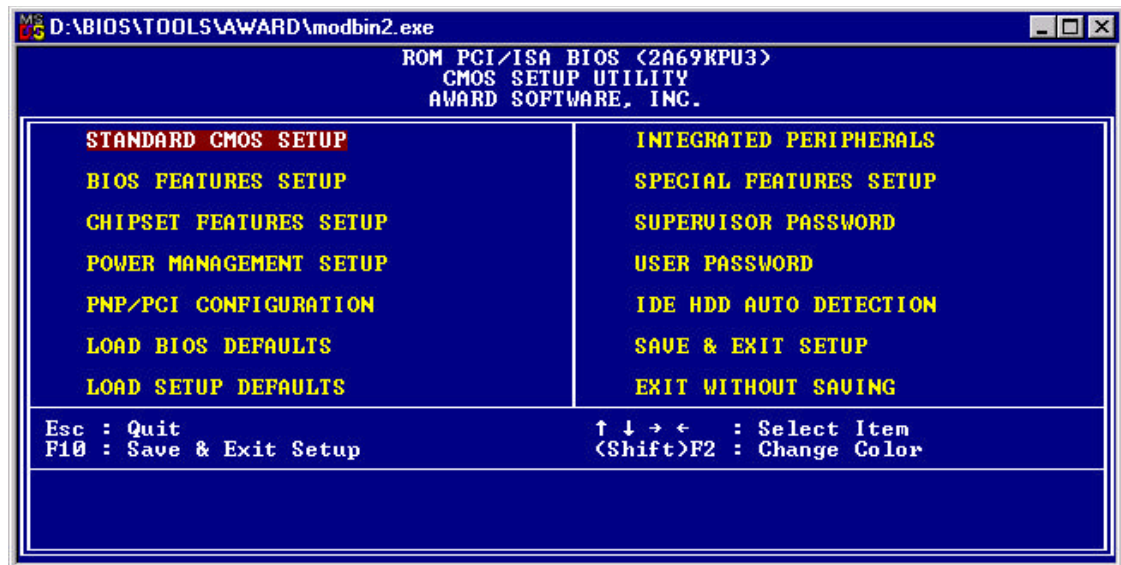 D:\BIOS\TOOLS\AWARD\modbin2.exe
ROM PCI/ISA BIOS (2A69KPU3)
CMOS SETUP UTILITY
AWARD SOFTWARE, INC.
STANDARD CMOS SETUP
BIOS FEATURES SETUP
CHIPSET FEATURES SETUP
POWER MANAGEMENT SETUP
PNP/PCI CONFIGURATION
LOAD BIOS DEFAULTS
LOAD SETUP DEFAULTS
INTEGRATED PERIPHERALS
SPECIAL FEATURES SETUP
SUPERVISOR PASSWORD
USER PASSWORD
IDE HDD AUTO DETECTION
SAVE & EXIT SETUP
EXIT WITHOUT SAVING
Esc : Quit
F10 : Save & Exit Setup
↑ ↓ → ← : Select Item
(Shift)F2 : Change Color